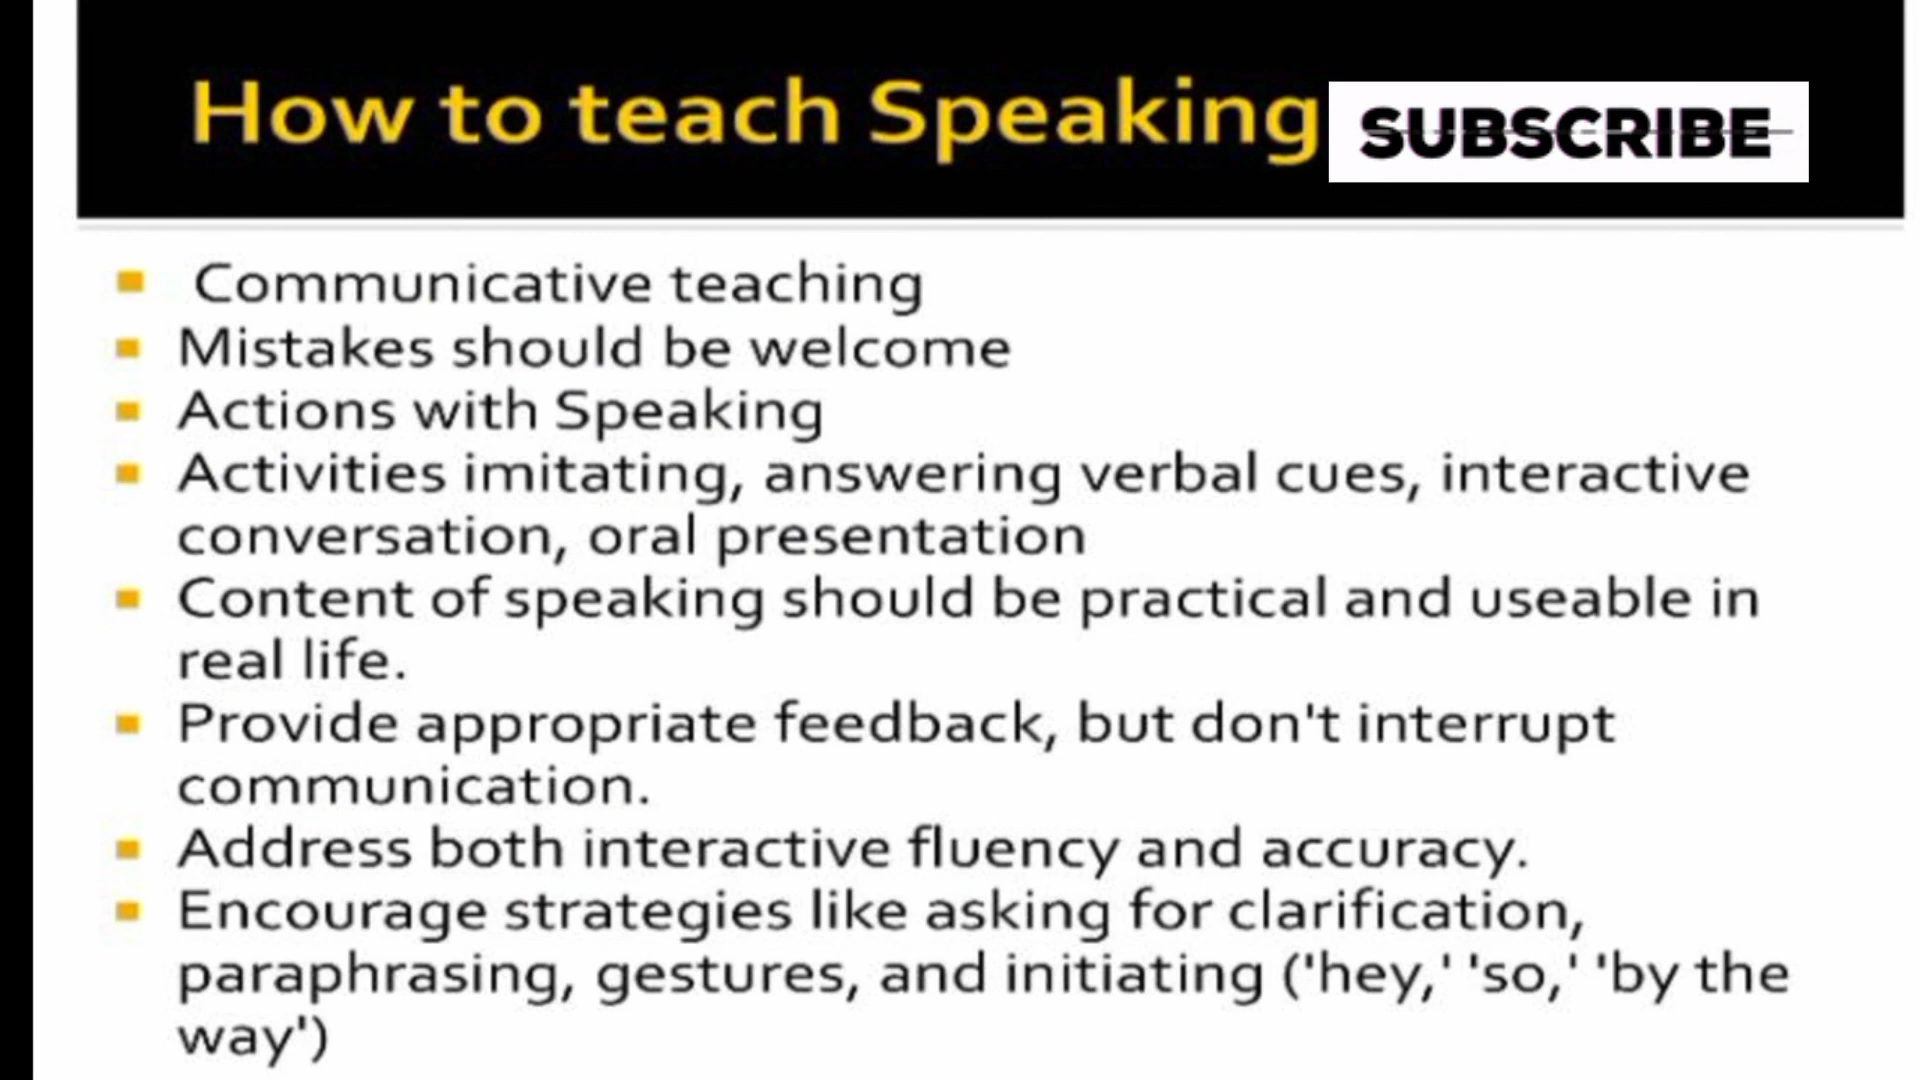 How to teach Speaking
SUBSCRIBE
Communicative teaching
Mistakes should be welcome
Actions with Speaking
Activities imitating, answering verbal cues, interactive
conversation, oral presentation
Content of speaking should be practical and useable in
real life.
Provide appropriate feedback, but don't interrupt
communication.
Address both interactive fluency and accuracy.
Encourage strategies like asking for clarification,
paraphrasing, gestures, and initiating ('hey,' 'so,' 'by the
way')